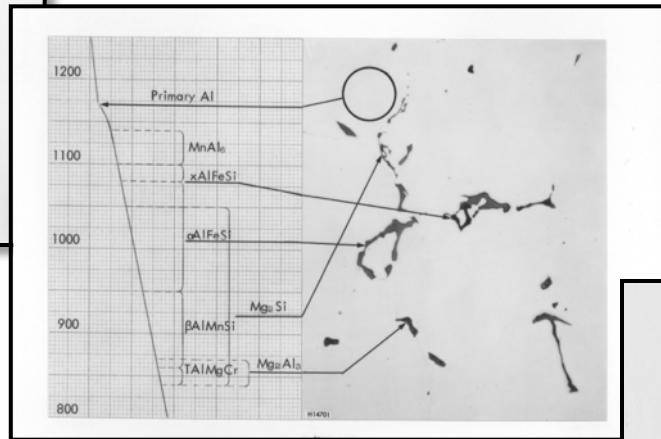 1200
Primary Al
MnAl₆
1100
xAlFeSi
αAlFeSi
1000
Mg₂Si
900
βAlMnSi
TAlMgCr
Mg₂Al₃
800
H14701